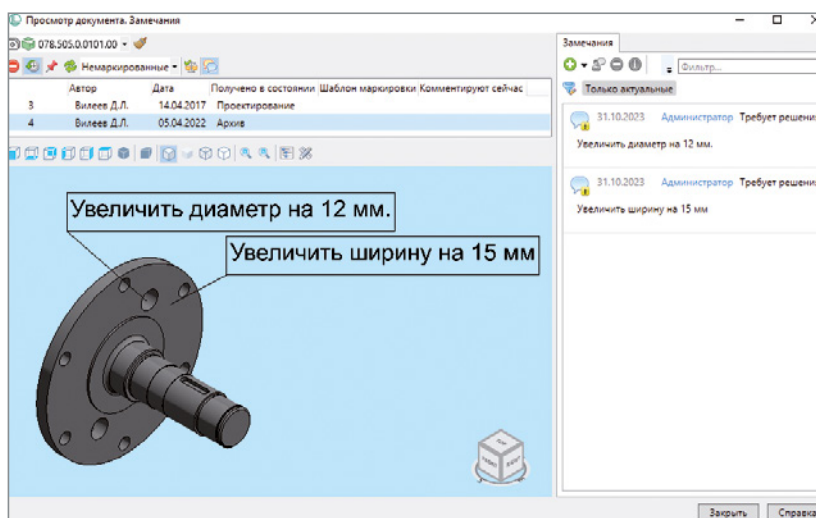 Просмотр документа. Замечания
078.505.0.0101.00
Немаркированные
Автор Дата Получено в состоянии Шаблон маркировки Комментируют сейчас
3 Вилеев Д.Л. 14.04.2017 Проектирование
4 Вилеев Д.Л. 05.04.2022 Архив
Увеличить диаметр на 12 мм.
Увеличить ширину на 15 мм
Замечания
Фильтр...
Только актуальные
31.10.2023 Администратор Требует решения
Увеличить диаметр на 12 мм.
31.10.2023 Администратор Требует решения
Увеличить ширину на 15 мм
Закрыть Справка